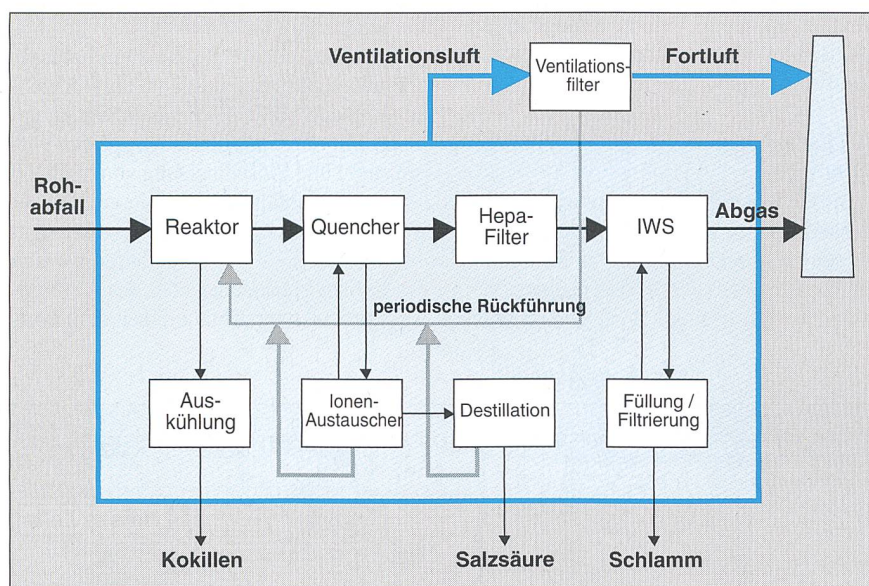 Ventilationsluft
Ventilations-
filter
Fortluft
Roh-
abfall
Reaktor
Quencher
Hepa-
Filter
IWS
Abgas
periodische Rückführung
Aus-
kühlung
Ionen-
Austauscher
Destillation
Füllung /
Filtrierung
Kokillen
Salzsäure
Schlamm